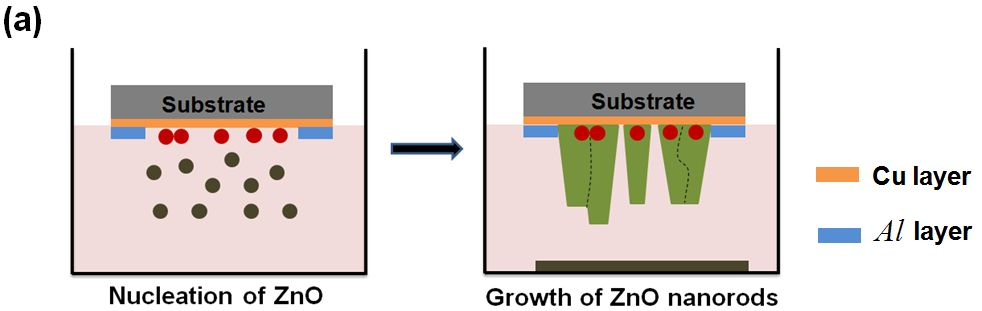 (a)
Substrate
Substrate
Cu layer
Al layer
Nucleation of ZnO
Growth of ZnO nanorods